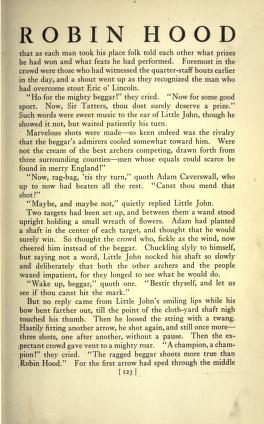 ROBIN HOOD
that as each man took his place folk told each other what prizes
he had won and what feats he had performed. Foremost in the
crowd were those who had witnessed the quarter-staff bouts earlier
in the day, and a shout went up as they recognized the man who
had overcome stout Eric o' Lincoln.
"Ho for the mighty beggar!" they cried. "Now for some good
sport. Now, Sir Tatters, thou dost surely deserve a prize."
Such words were sweet music to the ear of Little John, though he
showed it not, but waited patiently his turn.
Marvelous shots were made—so keen indeed was the rivalry
that the beggar's admirers cooled somewhat toward him. Were
not the cream of the best archers competing, drawn forth from
three surrounding counties—men whose equals could scarce be
found in merry England!"
"Now, rag-bag, 'tis thy turn," quoth Adam Caverswall, who
up to now had beaten all the rest. "Canst thou mend that
shot?"
"Maybe, and maybe not," quietly replied Little John.
Two targets had been set up, and between them a wand stood
upright holding a small wreath of flowers. Adam had planted
a shaft in the center of each target, and thought that he would
surely win. So thought the crowd who, fickle as the wind, now
cheered him instead of the beggar. Chuckling slyly to himself,
but saying not a word, Little John nocked his shaft so slowly
and deliberately that both the other archers and the people
waxed impatient, for they longed to see what he would do.
"Wake up, beggar," quoth one. "Bestir thyself, and let us
see if thou canst hit the mark."
But no reply came from Little John's smiling lips while his
bow bent farther out, till the point of the cloth-yard shaft nigh
touched his thumb. Then he loosed the string with a twang.
Hastily fitting another arrow, he shot again, and still once more—
three shots, one after another, without a pause. Then the ex-
pectant crowd gave vent to a mighty roar. "A champion, a cham-
pion!" they cried. "The ragged beggar shoots more true than
Robin Hood." For the first arrow had sped through the middle
[123]